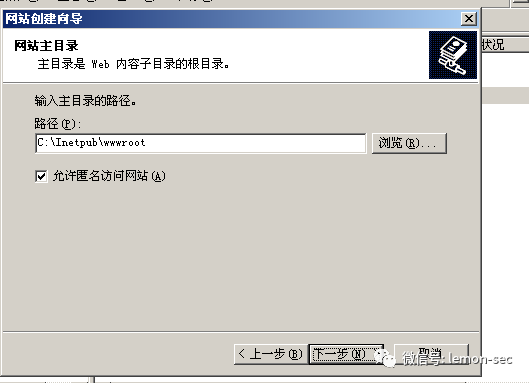 网站创建向导
网站主目录
主目录是 Web 内容子目录的根目录。
状况
输入主目录的路径。
路径(P):
C:\Inetpub\wwwroot
浏览(R)...
允许匿名访问网站(A)
< 上一步(B)
下一步(N)
取消
微信号: lemon-sec